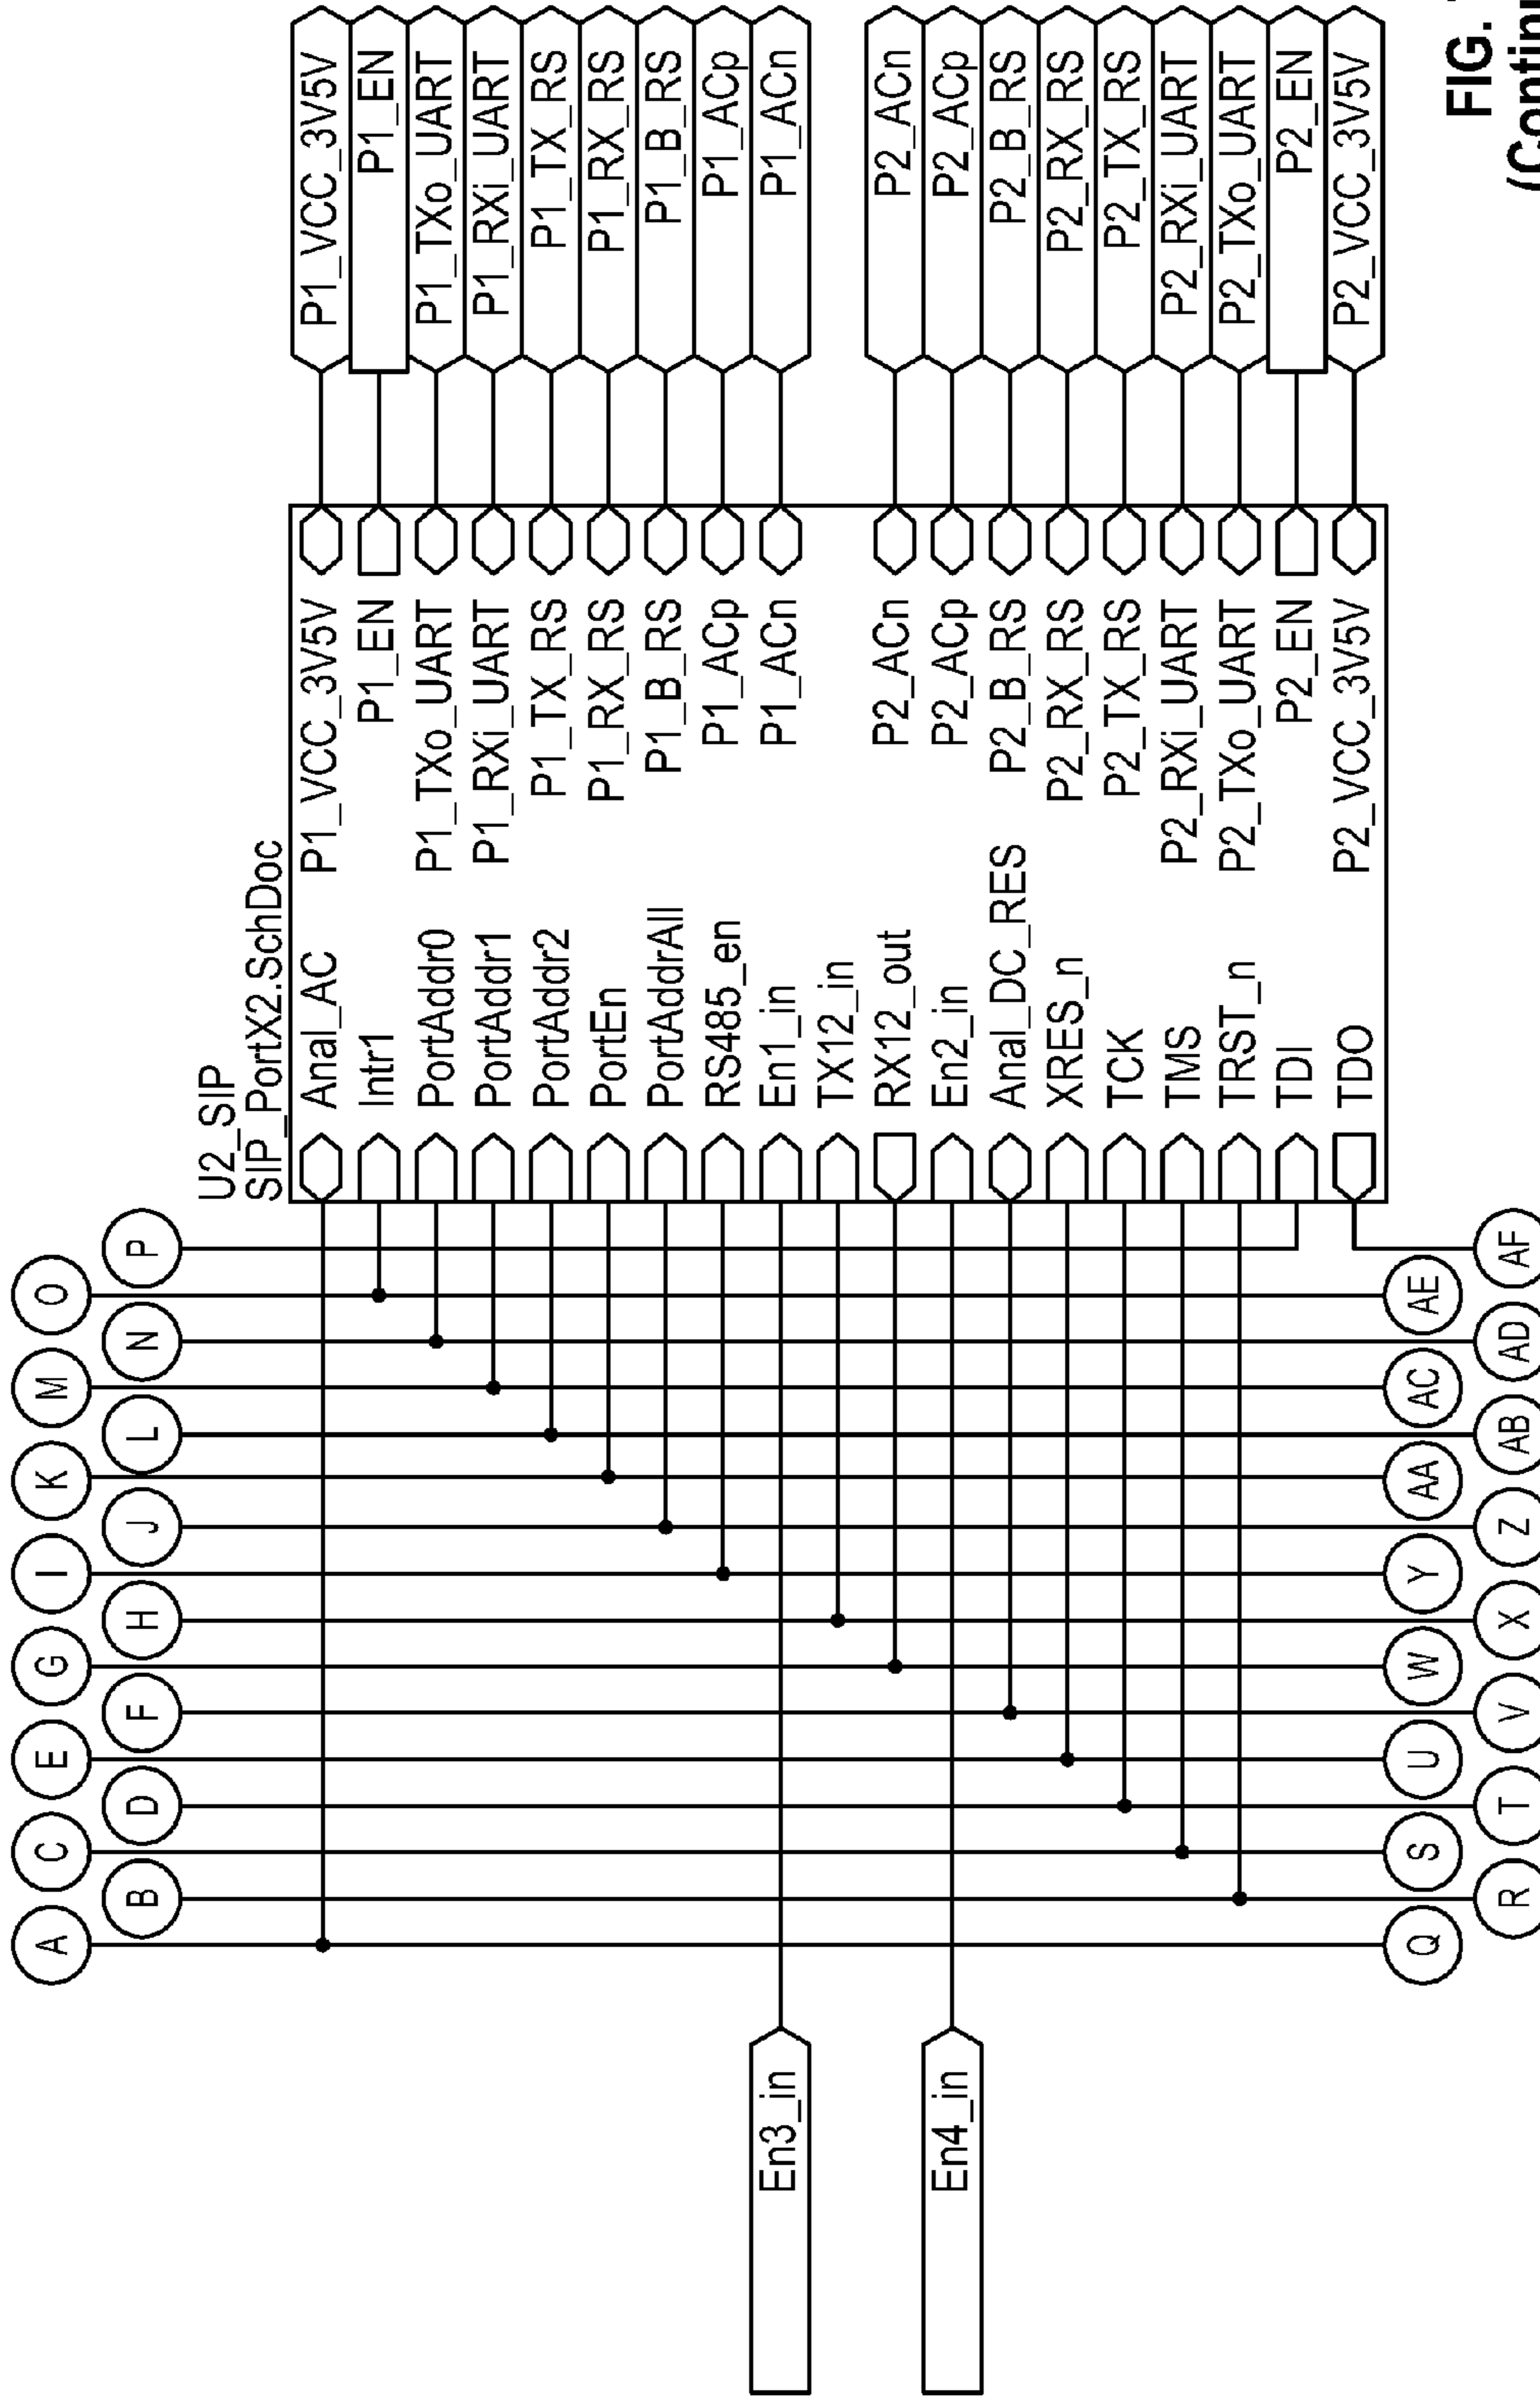 A
B
C
D
E
F
G
H
I
J
K
L
M
N
O
P
U2_SIP
SIP_PortX2.SchDoc
Anal_AC
Intr1
PortAddr0
PortAddr1
PortAddr2
PortEn
PortAddrAll
RS485_en
En1_in
TX12_in
RX12_out
En2_in
Anal_DC_RES
XRES_n
TCK
TMS
TRST_n
TDI
TDO
P1_VCC_3V5V
P1_EN
P1_TXo_UART
P1_RXi_UART
P1_TX_RS
P1_RX_RS
P1_B_RS
P1_ACp
P1_ACn
P2_ACn
P2_ACp
P2_B_RS
P2_RX_RS
P2_TX_RS
P2_RXi_UART
P2_TXo_UART
P2_EN
P2_VCC_3V5V
P1_VCC_3V5V
P1_EN
P1_TXo_UART
P1_RXi_UART
P1_TX_RS
P1_RX_RS
P1_B_RS
P1_ACp
P1_ACn
P2_ACn
P2_ACp
P2_B_RS
P2_RX_RS
P2_TX_RS
P2_RXi_UART
P2_TXo_UART
P2_EN
P2_VCC_3V5V
En3_in
En4_in
Q
R
S
T
U
V
W
X
Y
Z
AA
AB
AC
AD
AE
AF
FIG.